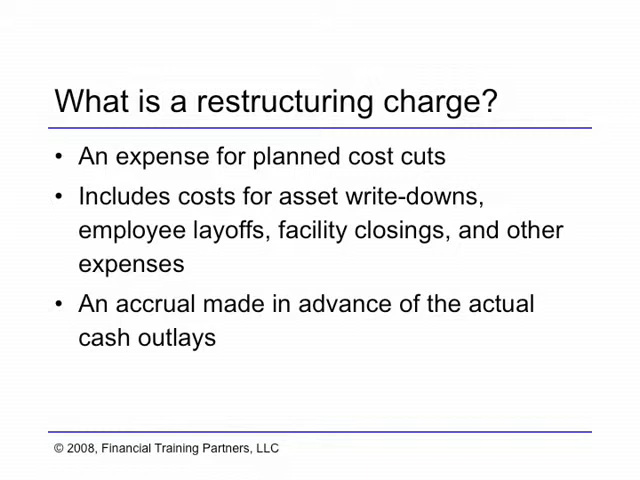 What is a restructuring charge?
• An expense for planned cost cuts
• Includes costs for asset write-downs,
employee layoffs, facility closings, and other
expenses
• An accrual made in advance of the actual
cash outlays
© 2008, Financial Training Partners, LLC